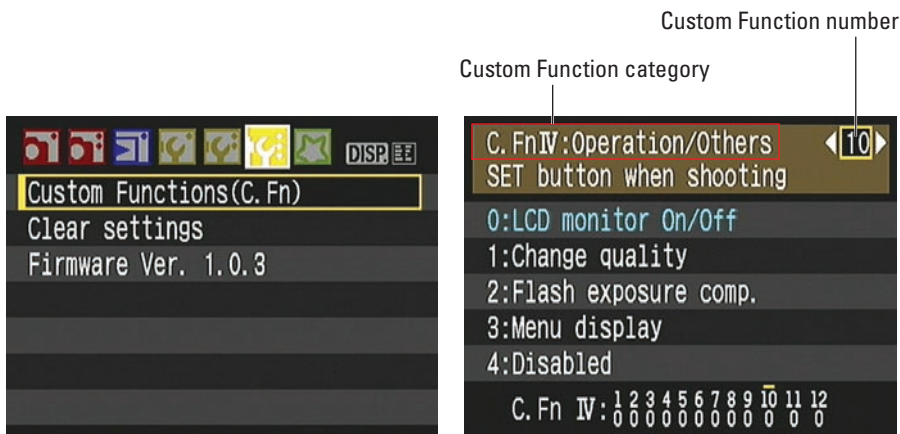 Custom Function number
Custom Function category
DISP.
Custom Functions(C.Fn)
Clear settings
Firmware Ver. 1.0.3
C.FnⅣ:Operation/Others
10
SET button when shooting
0:LCD monitor On/Off
1:Change quality
2:Flash exposure comp.
3:Menu display
4:Disabled
C.Fn Ⅳ:1 2 3 4 5 6 7 8 9 10 11 12
0 0 0 0 0 0 0 0 0 0 0 0